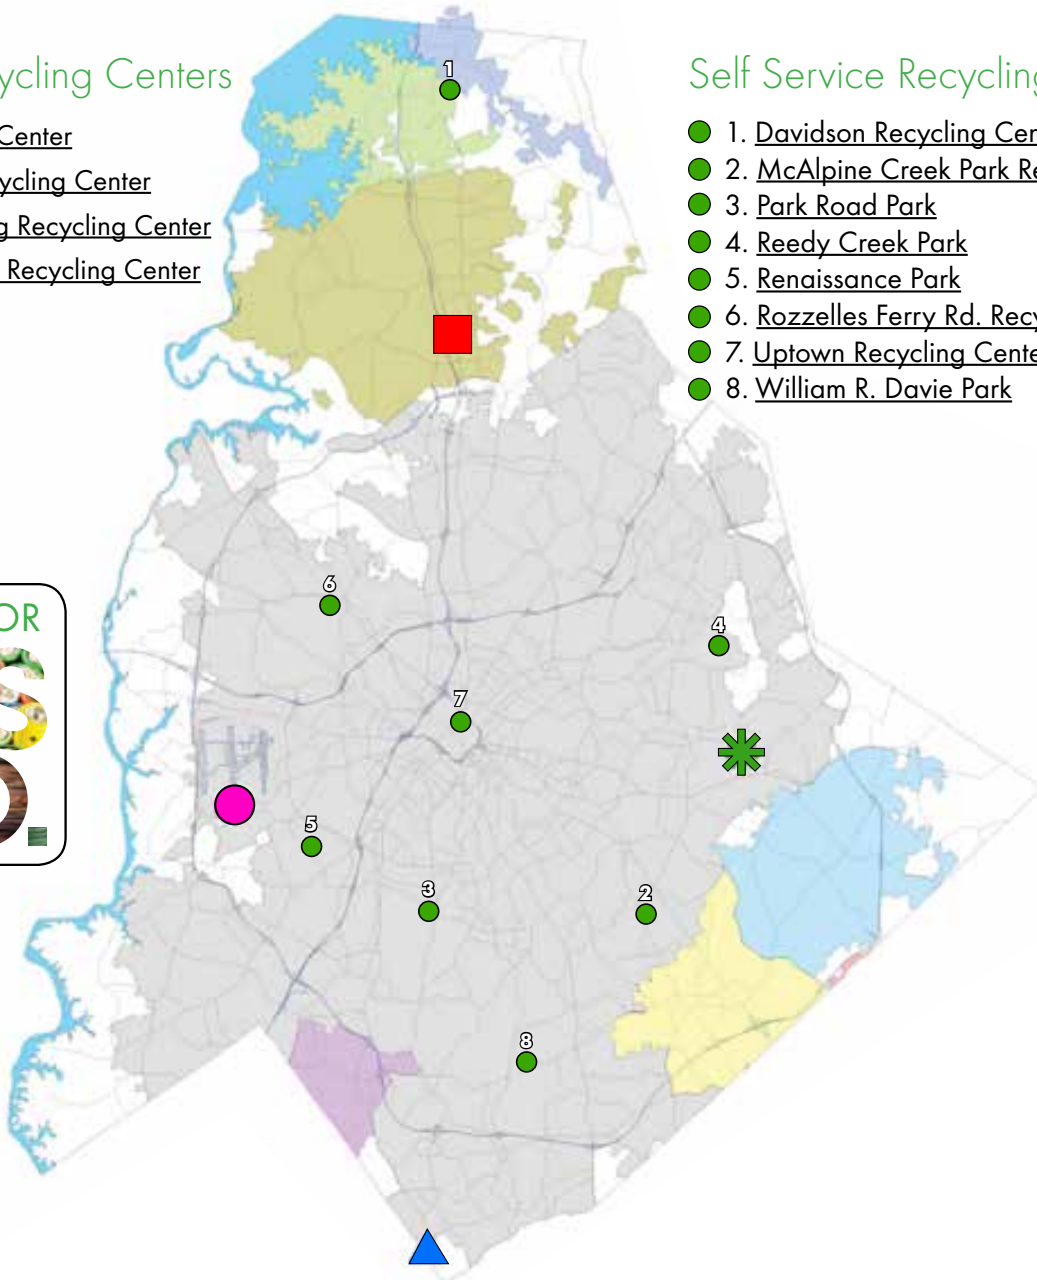 ycling Centers
Center
ycling Center
g Recycling Center
Recycling Center
Self Service Recycling
1. Davidson Recycling Cen
2. McAlpine Creek Park Re
3. Park Road Park
4. Reedy Creek Park
5. Renaissance Park
6. Rozzelles Ferry Rd. Recy
7. Uptown Recycling Cente
8. William R. Davie Park
OR
S
.
1
6
4
7
5
3
2
8